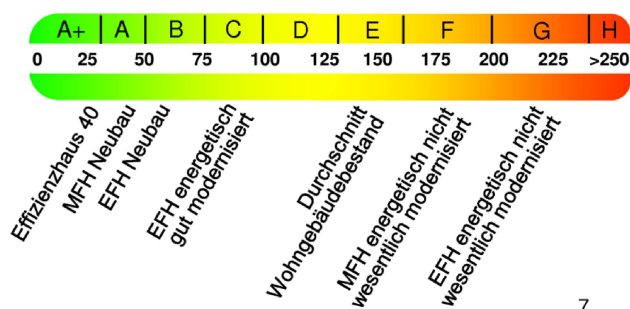 A+ A B C D E F G H
0 25 50 75 100 125 150 175 200 225 >250
Effizienzhaus 40
MFH Neubau
EFH Neubau
EFH energetisch
gut modernisiert
Durchschnitt
Wohngebäudebestand
MFH energetisch nicht
wesentlich modernisiert
EFH energetisch nicht
wesentlich modernisiert
7